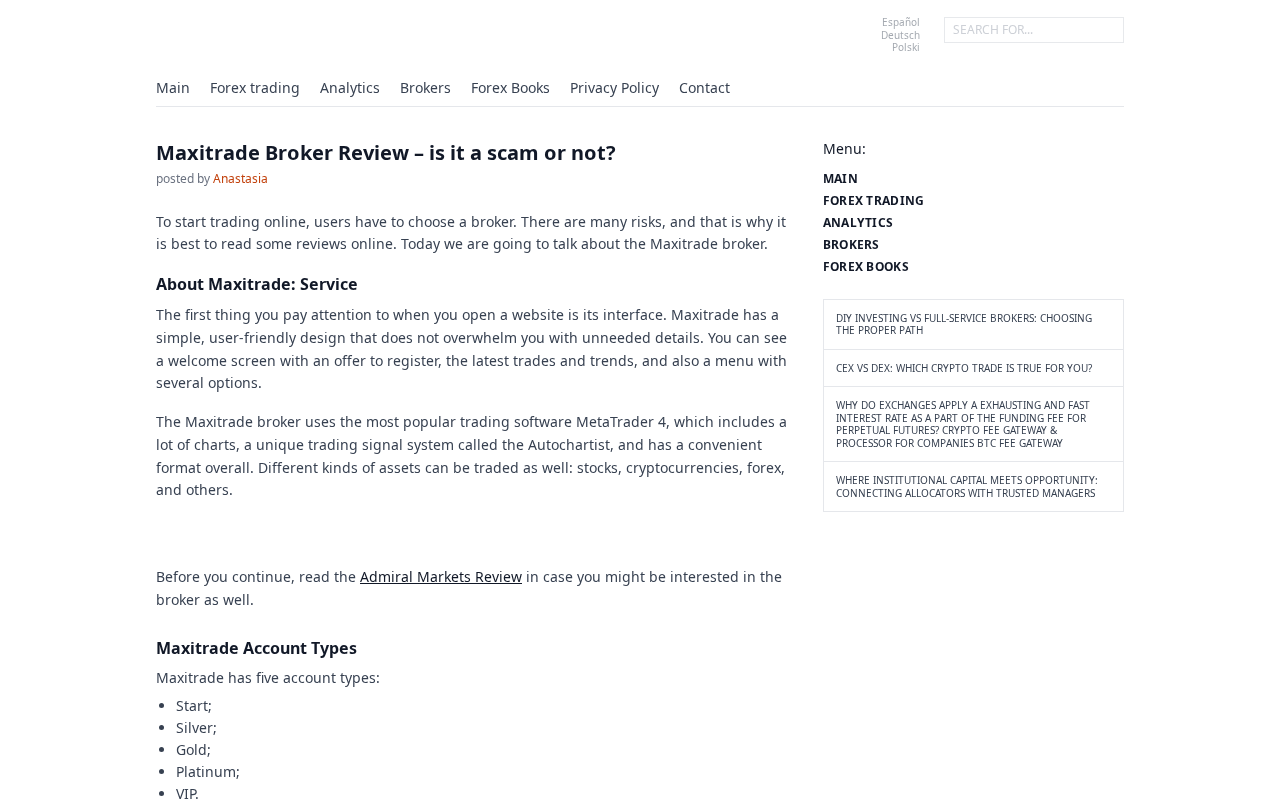 Español
Deutsch
Polski
SEARCH FOR...
Main Forex trading Analytics Brokers Forex Books Privacy Policy Contact
Maxitrade Broker Review – is it a scam or not?
posted by Anastasia
To start trading online, users have to choose a broker. There are many risks, and that is why it
is best to read some reviews online. Today we are going to talk about the Maxitrade broker.
About Maxitrade: Service
The first thing you pay attention to when you open a website is its interface. Maxitrade has a
simple, user-friendly design that does not overwhelm you with unneeded details. You can see
a welcome screen with an offer to register, the latest trades and trends, and also a menu with
several options.
The Maxitrade broker uses the most popular trading software MetaTrader 4, which includes a
lot of charts, a unique trading signal system called the Autochartist, and has a convenient
format overall. Different kinds of assets can be traded as well: stocks, cryptocurrencies, forex,
and others.
Before you continue, read the Admiral Markets Review in case you might be interested in the
broker as well.
Maxitrade Account Types
Maxitrade has five account types:
Start;
Silver;
Gold;
Platinum;
VIP.
Menu:
MAIN
FOREX TRADING
ANALYTICS
BROKERS
FOREX BOOKS
DIY INVESTING VS FULL-SERVICE BROKERS: CHOOSING
THE PROPER PATH
CEX VS DEX: WHICH CRYPTO TRADE IS TRUE FOR YOU?
WHY DO EXCHANGES APPLY A EXHAUSTING AND FAST
INTEREST RATE AS A PART OF THE FUNDING FEE FOR
PERPETUAL FUTURES? CRYPTO FEE GATEWAY &
PROCESSOR FOR COMPANIES BTC FEE GATEWAY
WHERE INSTITUTIONAL CAPITAL MEETS OPPORTUNITY:
CONNECTING ALLOCATORS WITH TRUSTED MANAGERS